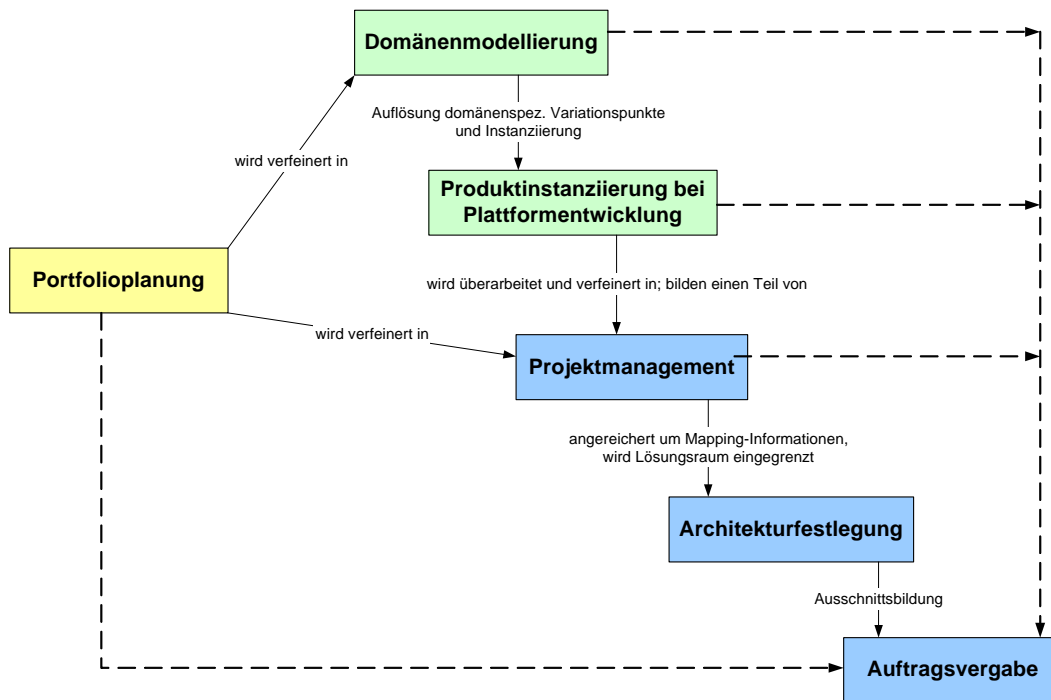 Domänenmodellierung
Auflösung domänenspez. Variationspunkte
und Instanziierung
wird verfeinert in
Produktinstanziierung bei
Plattformentwicklung
Portfolioplanung
wird überarbeitet und verfeinert in; bilden einen Teil von
wird verfeinert in
Projektmanagement
angereichert um Mapping-Informationen,
wird Lösungsraum eingegrenzt
Architekturfestlegung
Ausschnittsbildung
Auftragsvergabe